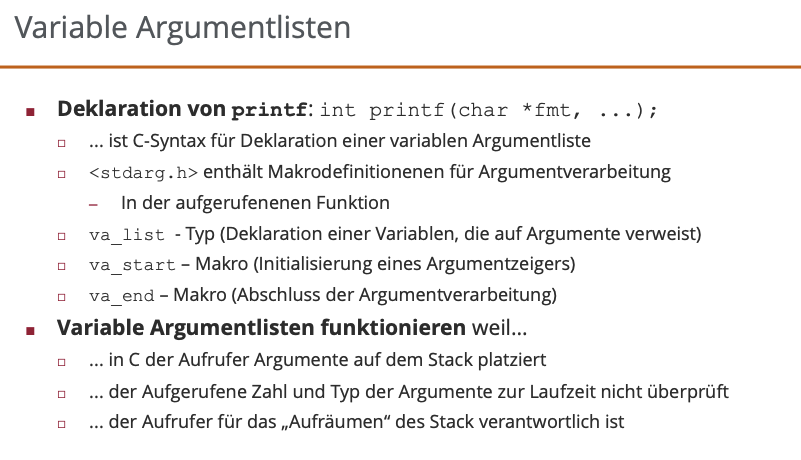 Variable Argumentlisten
Deklaration von printf: int printf(char *fmt, ...);
... ist C-Syntax für Deklaration einer variablen Argumentliste
<stdarg.h> enthält Makrodefinitionenen für Argumentverarbeitung
– In der aufgerufenenen Funktion
va_list - Typ (Deklaration einer Variablen, die auf Argumente verweist)
va_start – Makro (Initialisierung eines Argumentzeigers)
va_end – Makro (Abschluss der Argumentverarbeitung)
Variable Argumentlisten funktionieren weil...
... in C der Aufrufer Argumente auf dem Stack platziert
... der Aufgerufene Zahl und Typ der Argumente zur Laufzeit nicht überprüft
... der Aufrufer für das „Aufräumen“ des Stack verantwortlich ist